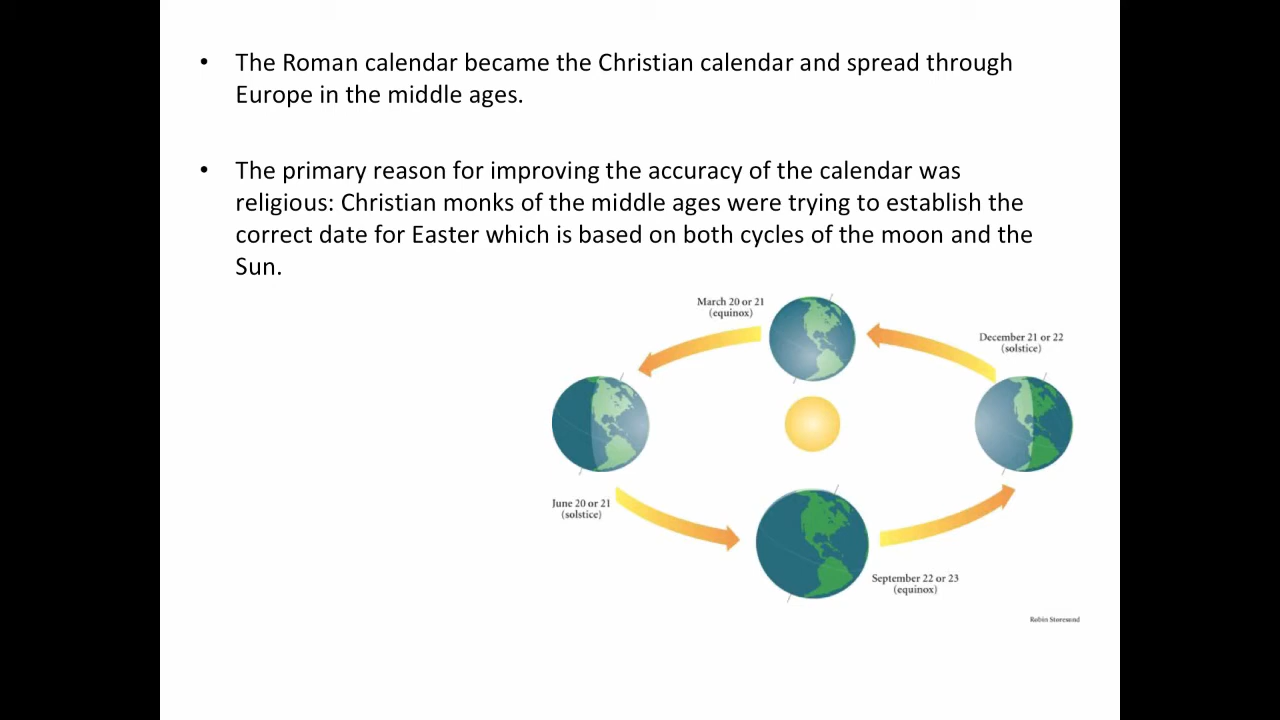 • The Roman calendar became the Christian calendar and spread through
Europe in the middle ages.
• The primary reason for improving the accuracy of the calendar was
religious: Christian monks of the middle ages were trying to establish the
correct date for Easter which is based on both cycles of the moon and the
Sun.
March 20 or 21
(equinox)
December 21 or 22
(solstice)
June 20 or 21
(solstice)
September 22 or 23
(equinox)
Robin